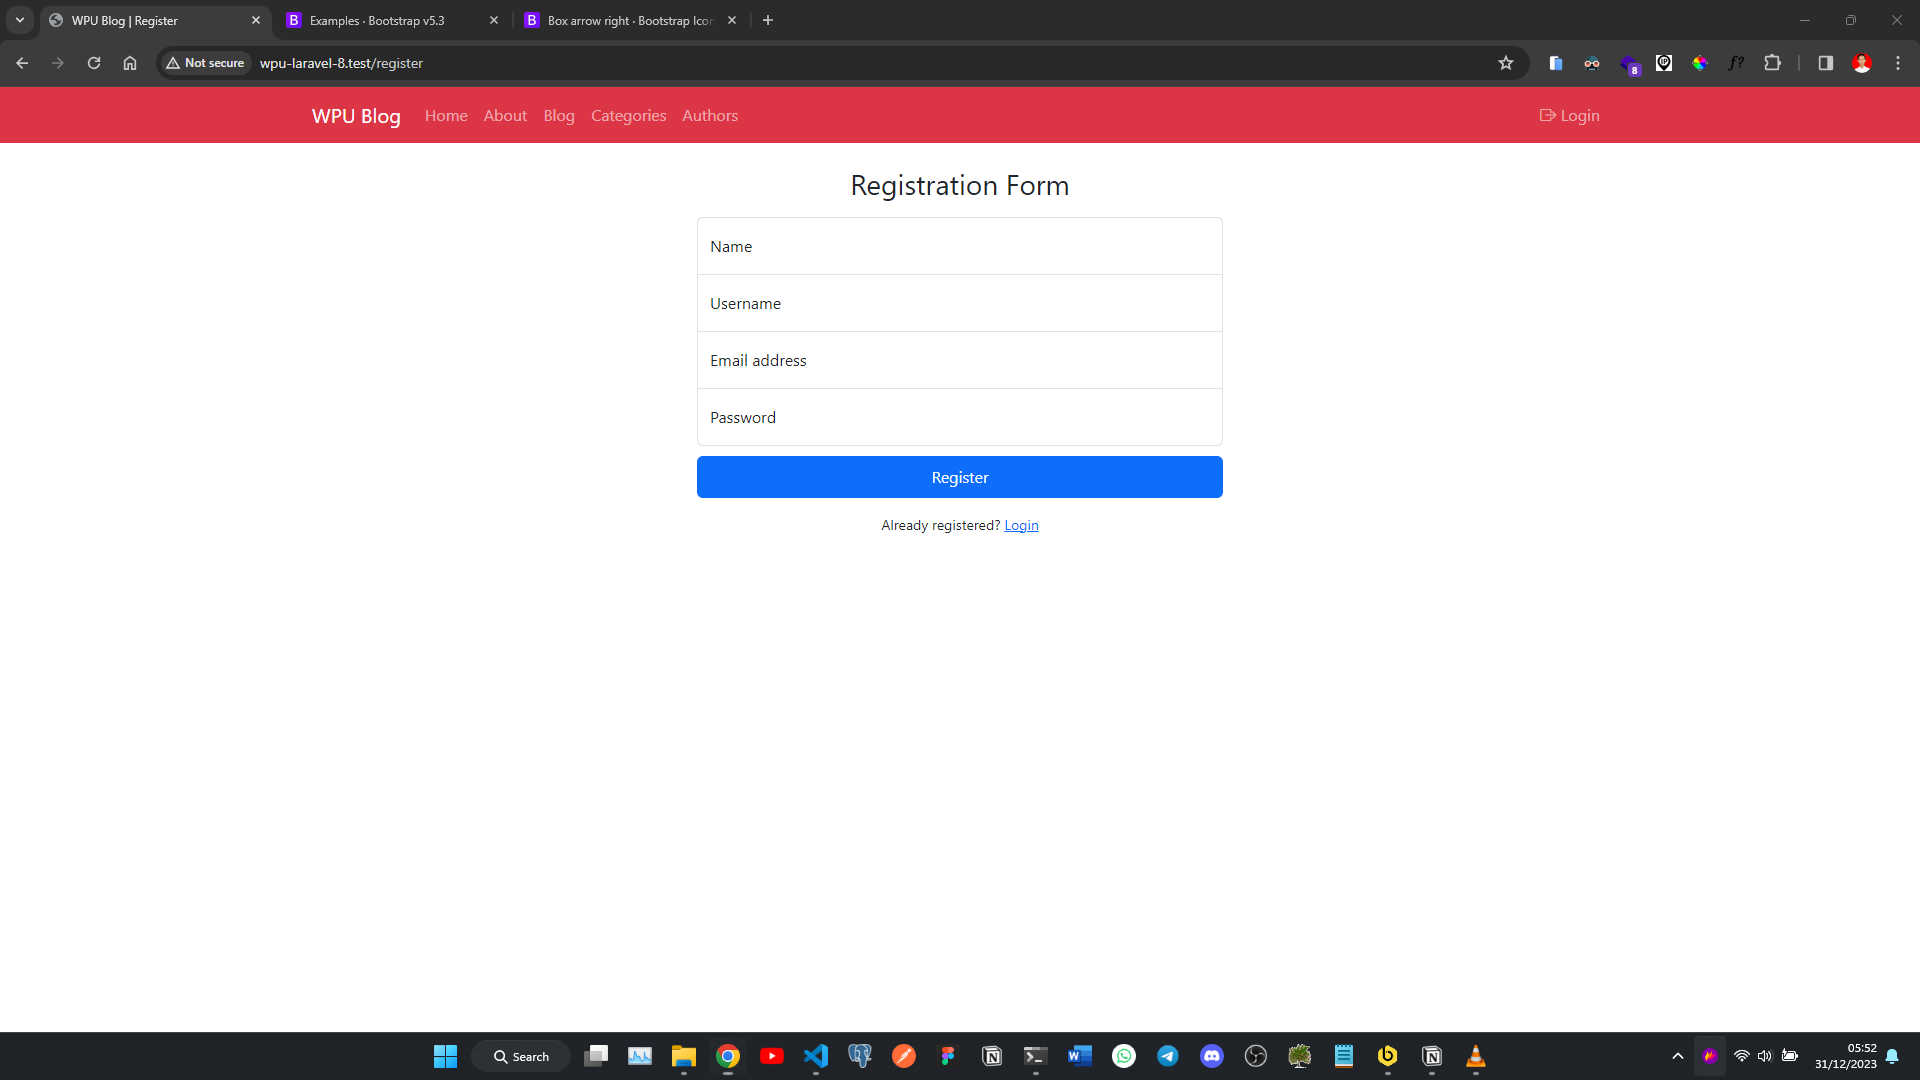 WPU Blog | Register
Examples · Bootstrap v5.3
Box arrow right · Bootstrap Icon
Not secure
wpu-laravel-8.test/register
f?
8
WPU Blog
Home
About
Blog
Categories
Authors
Login
Registration Form
Name
Username
Email address
Password
Register
Already registered? Login
Search
05:52
31/12/2023